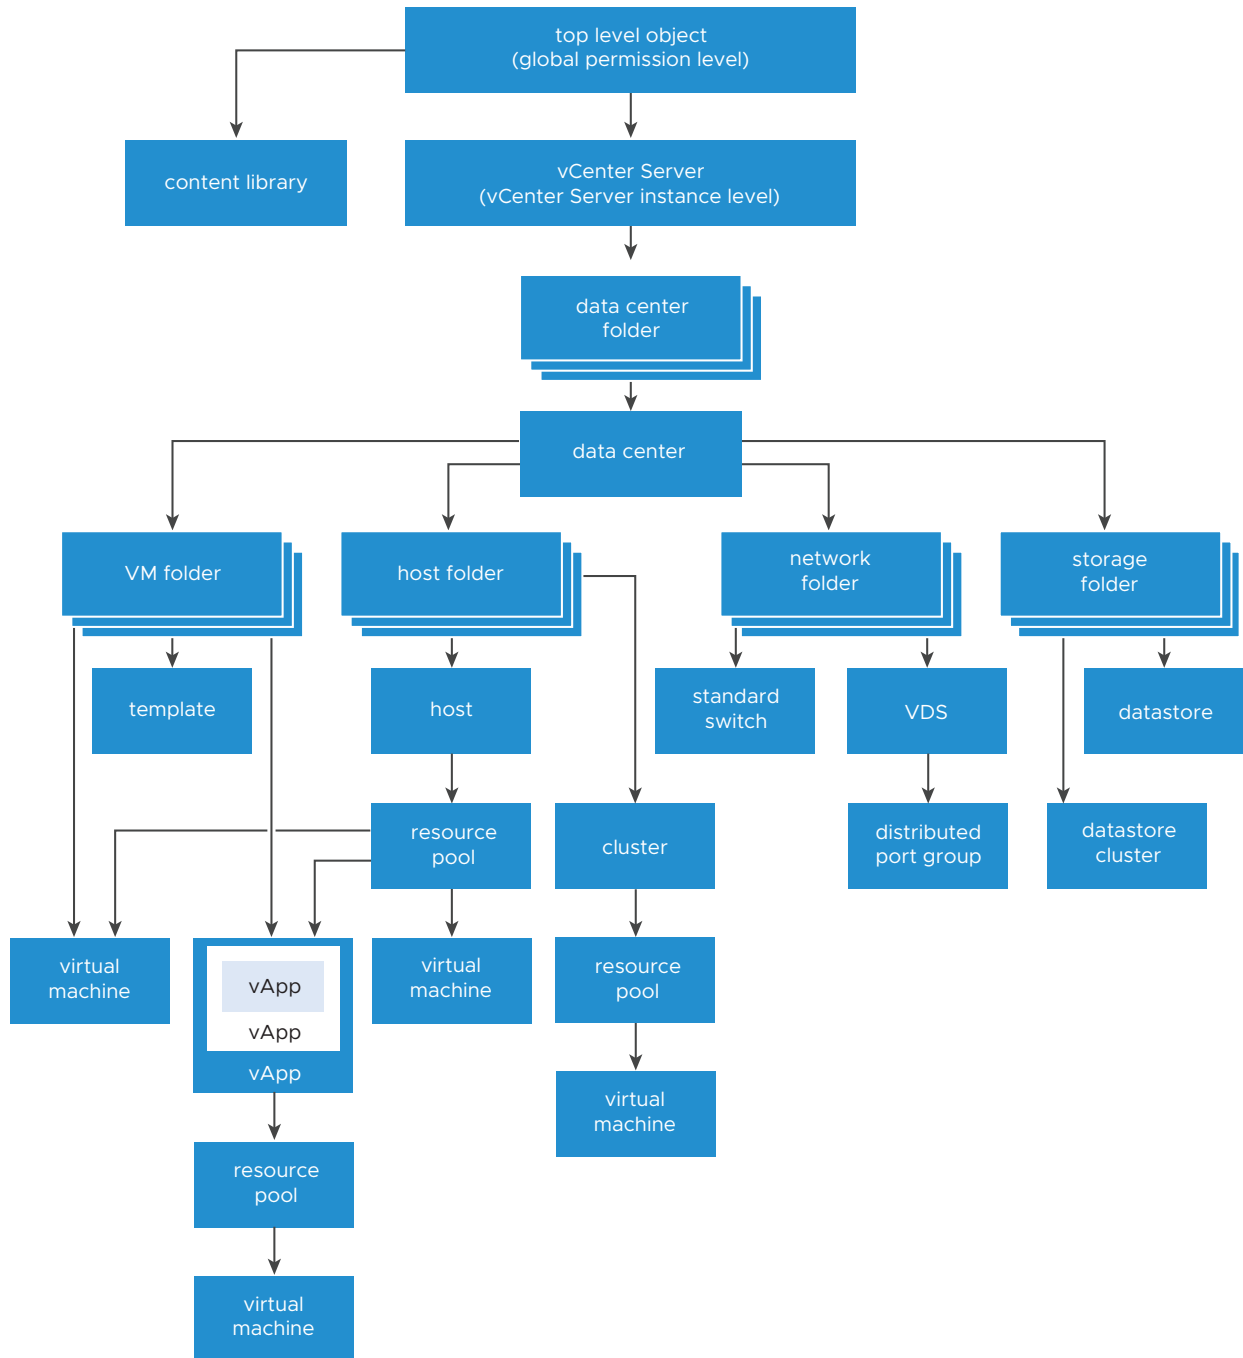 top level object
(global permission level)
content library
vCenter Server
(vCenter Server instance level)
data center
folder
data center
VM folder
host folder
network
folder
storage
folder
template
host
standard
switch
VDS
datastore
resource
pool
cluster
distributed
port group
datastore
cluster
virtual
machine
vApp
vApp
vApp
virtual
machine
resource
pool
virtual
machine
resource
pool
virtual
machine